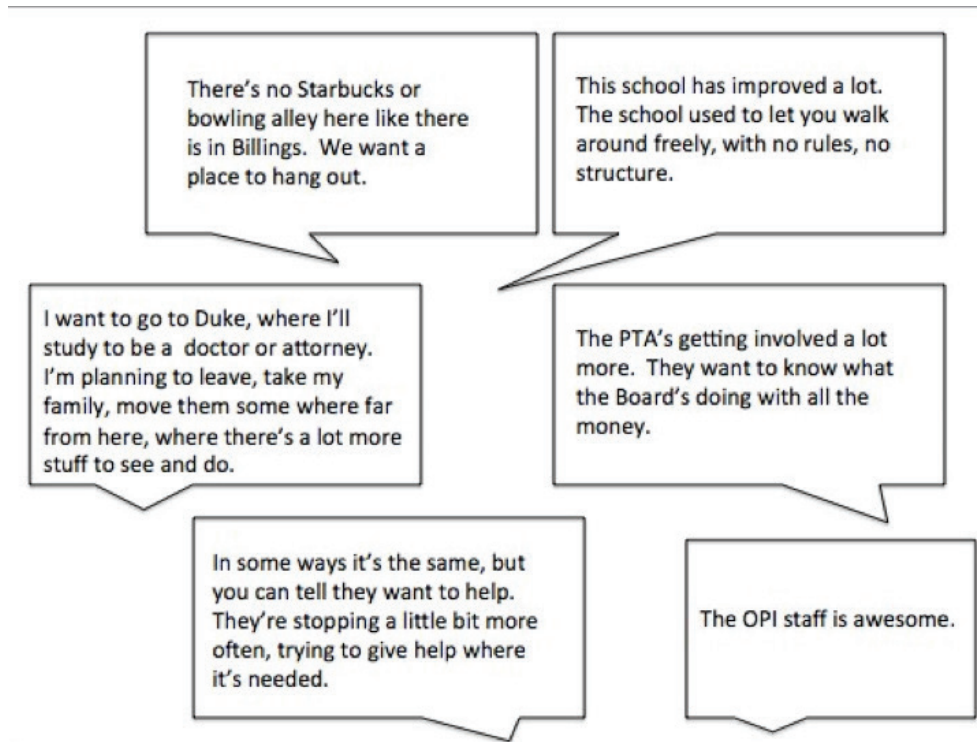 There's no Starbucks or
bowling alley here like there
is in Billings.  We want a
place to hang out.
This school has improved a lot.
The school used to let you walk
around freely, with no rules, no
structure.
I want to go to Duke, where I'll
study to be a  doctor or attorney.
I'm planning to leave, take my
family, move them some where far
from here, where there's a lot more
stuff to see and do.
The PTA's getting involved a lot
more.  They want to know what
the Board's doing with all the
money.
In some ways it's the same, but
you can tell they want to help.
They're stopping a little bit more
often, trying to give help where
it's needed.
The OPI staff is awesome.